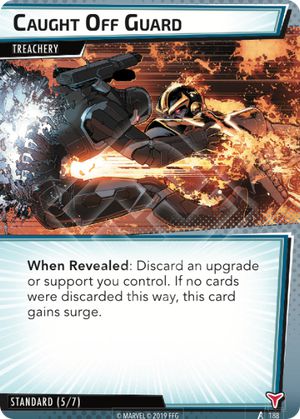 CAUGHT OFF GUARD
TREACHERY
When Revealed: Discard an upgrade
or support you control. If no cards
were discarded this way, this card
gains surge.
STANDARD (5/7)
© MARVEL © 2019 FFG
188